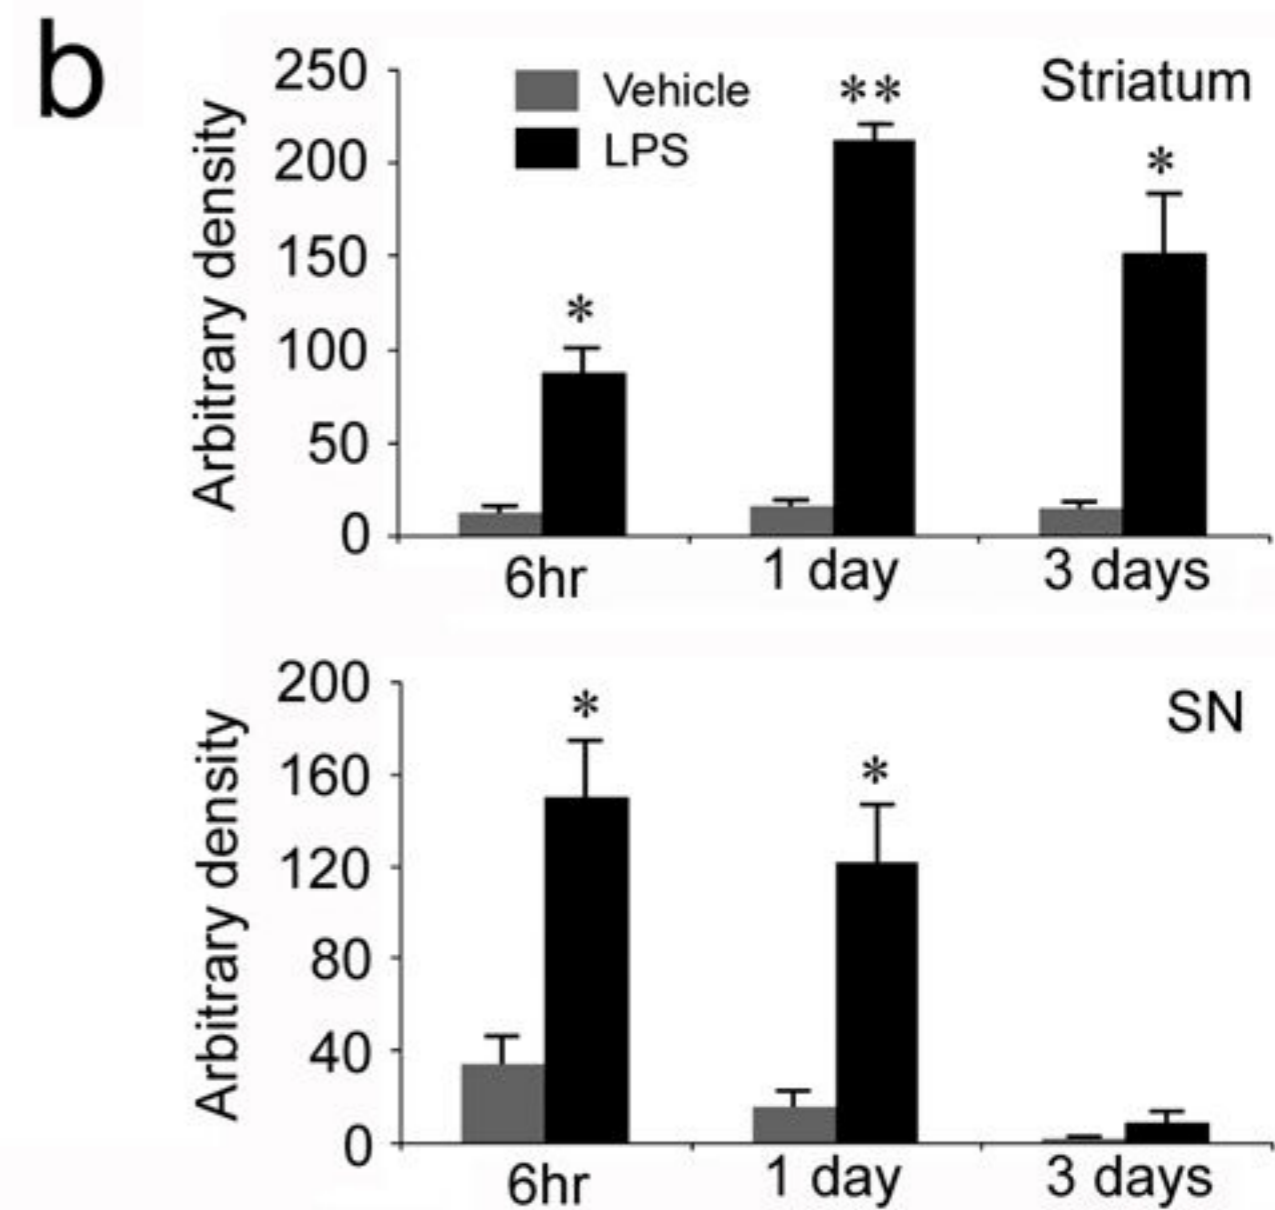 b
Striatum
Vehicle
LPS
Arbitrary density
250
200
150
100
50
0
**
*
*
6hr
1 day
3 days
SN
Arbitrary density
200
160
120
80
40
0
*
*
6hr
1 day
3 days